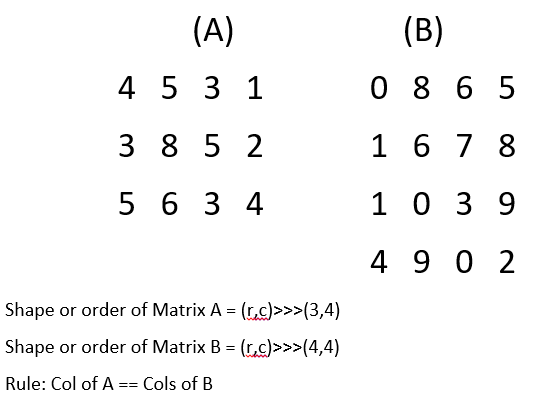 (A) (B)
4 5 3 1 0 8 6 5
3 8 5 2 1 6 7 8
5 6 3 4 1 0 3 9
4 9 0 2
Shape or order of Matrix A = (r,c)>>>(3,4)
Shape or order of Matrix B = (r,c)>>>(4,4)
Rule: Col of A == Cols of B